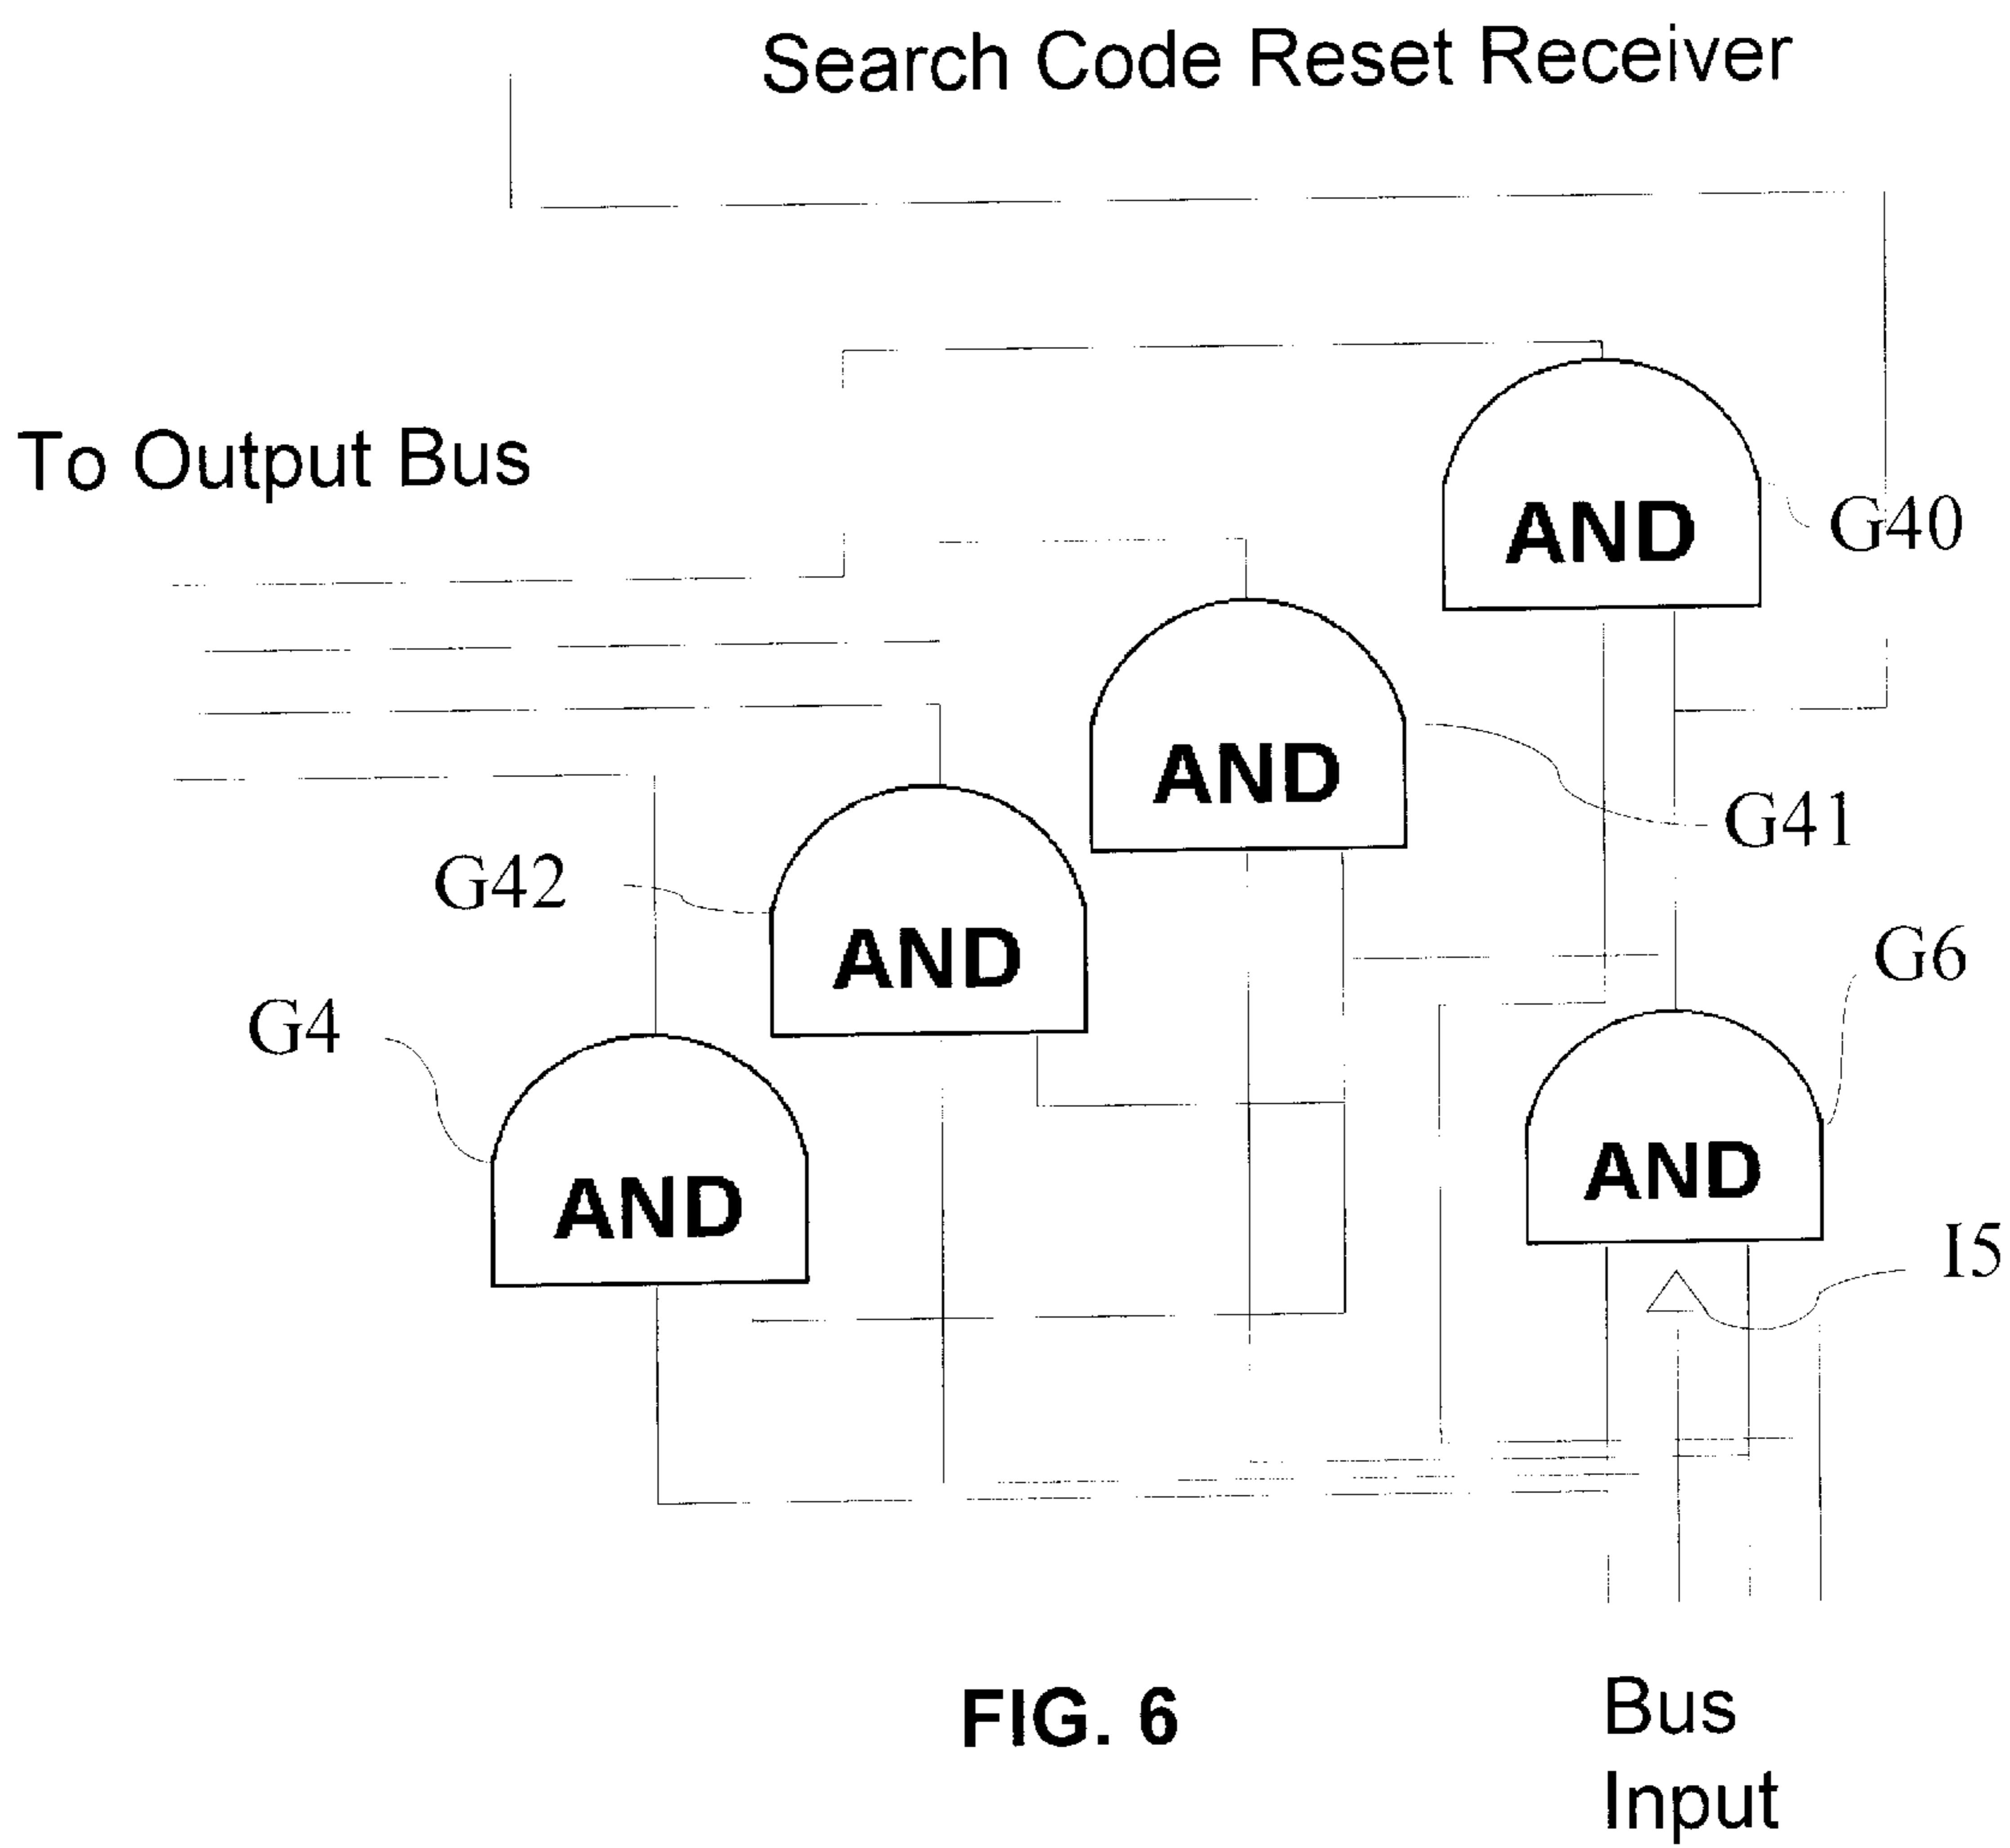 Search Code Reset Receiver
To Output Bus
AND
G40
AND
G41
G42
AND
G6
G4
AND
AND
I5
FIG. 6
Bus
Input